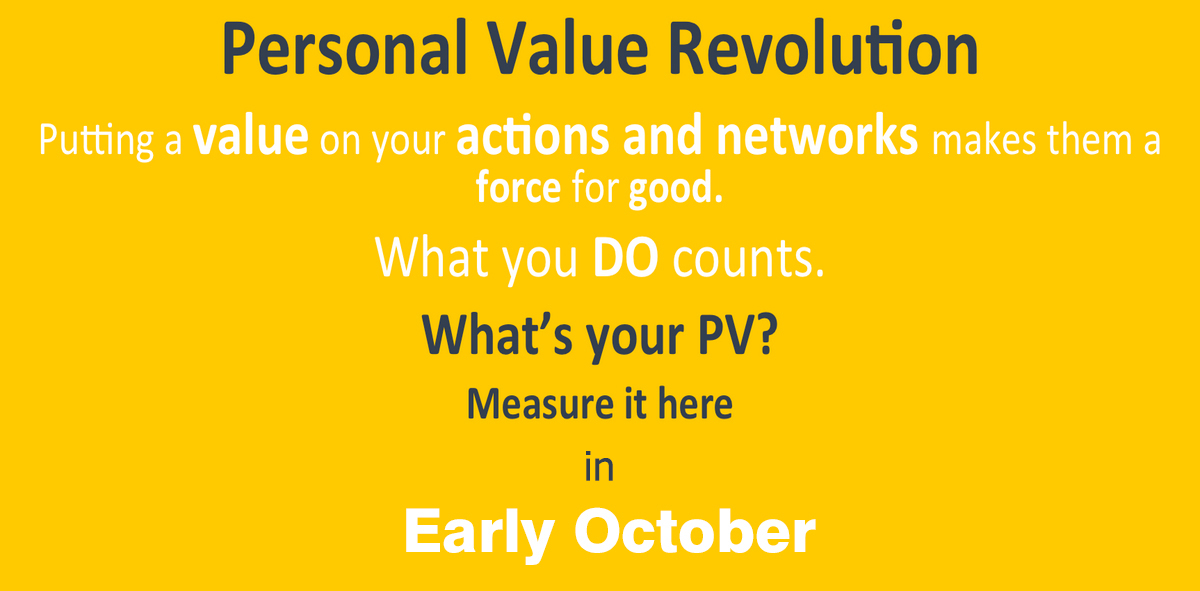 Personal Value Revolution
Putting a value on your actions and networks makes them a
force for good.
What you DO counts.
What’s your PV?
Measure it here
in
Early October